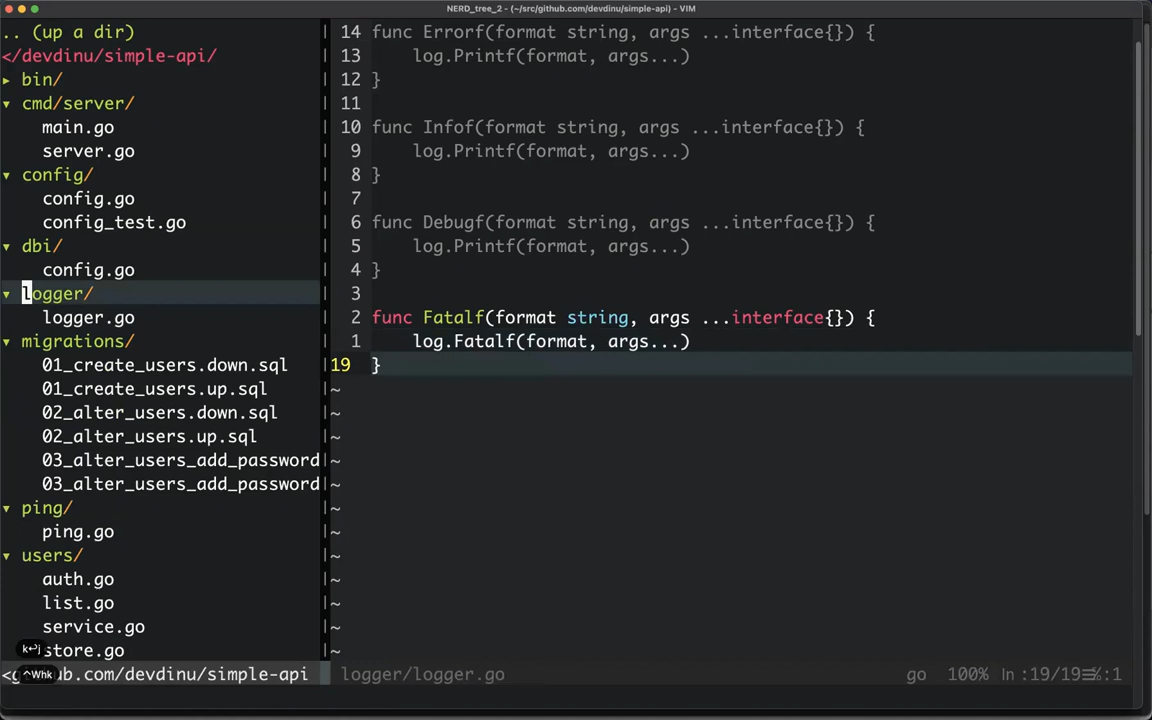 NERD_tree_2 - (~/src/github.com/devdinu/simple-api) - VIM
.. (up a dir)
</devdinu/simple-api/
▸ bin/
▾ cmd/server/
main.go
server.go
▾ config/
config.go
config_test.go
▾ dbi/
config.go
▾ logger/
logger.go
▾ migrations/
01_create_users.down.sql
01_create_users.up.sql
02_alter_users.down.sql
02_alter_users.up.sql
03_alter_users_add_password
03_alter_users_add_password
▾ ping/
ping.go
▾ users/
auth.go
list.go
service.go
store.go
k↩j
⌃Whk
14 func Errorf(format string, args ...interface{}) {
13 log.Printf(format, args...)
12 }
11
10 func Infof(format string, args ...interface{}) {
9 log.Printf(format, args...)
8 }
7
6 func Debugf(format string, args ...interface{}) {
5 log.Printf(format, args...)
4 }
3
2 func Fatalf(format string, args ...interface{}) {
1 log.Fatalf(format, args...)
19 }
~
~
~
~
~
~
~
~
~
~
~
~
logger/logger.go go 100% ln :19/19≡℅:1